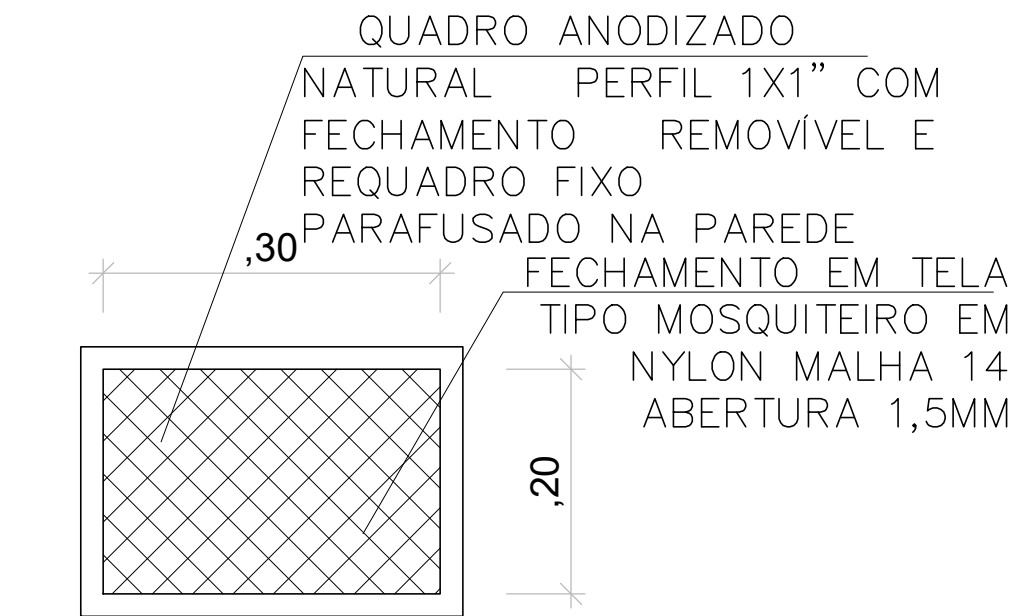 QUADRO ANODIZADO
NATURAL PERFIL 1X1” COM
FECHAMENTO REMOVÍVEL E
REQUADRO FIXO
PARAFUSADO NA PAREDE
,30
FECHAMENTO EM TELA
TIPO MOSQUITEIRO EM
NYLON MALHA 14
ABERTURA 1,5MM
,20